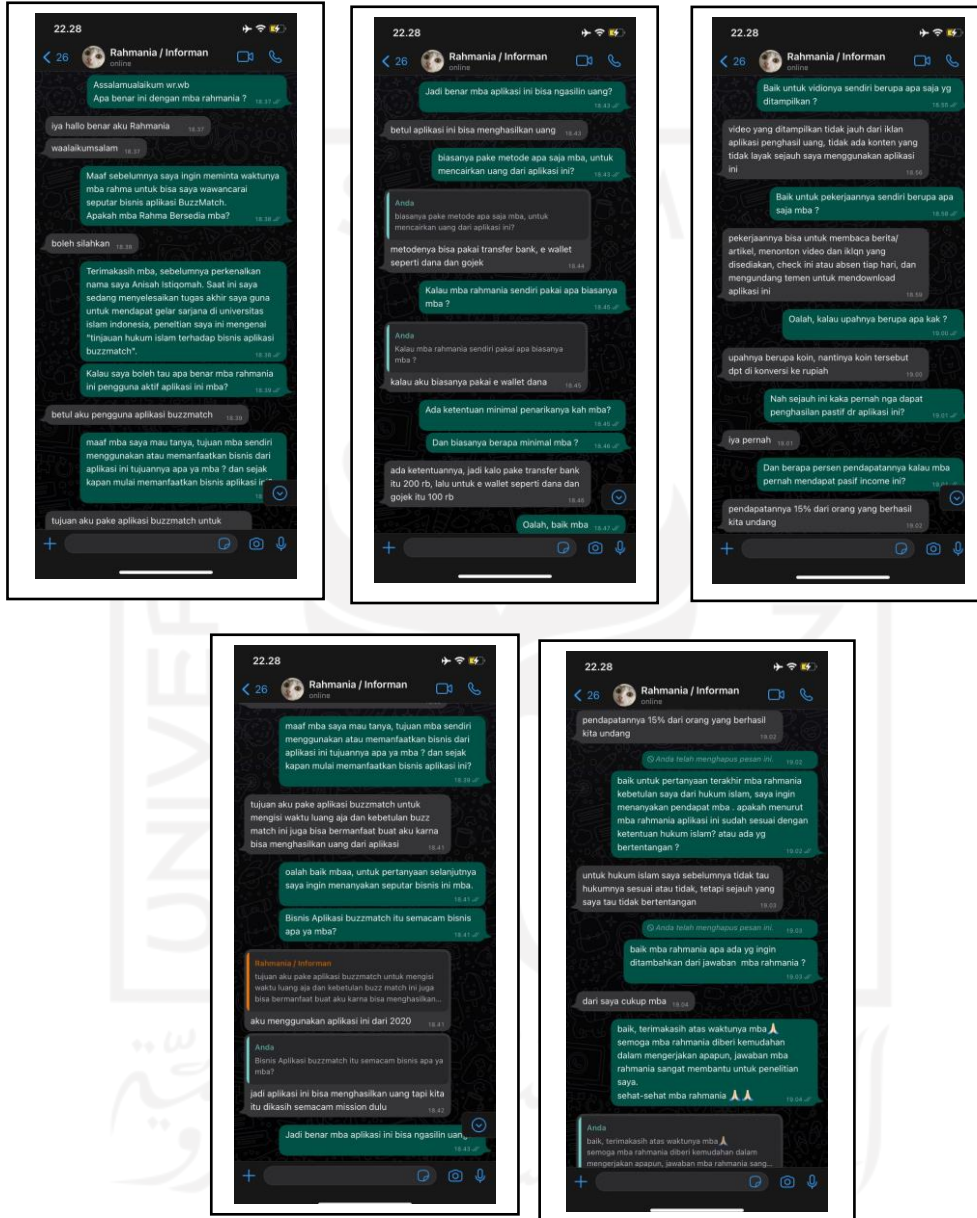 22.28
26
Rahmania / Informan
online
Assalamualaikum wr.wb
Apa benar ini dengan mba rahmania ? 18.37
iya hallo benar aku Rahmania 18.37
waalaikumsalam 18.37
Maaf sebelumnya saya ingin meminta waktunya
mba rahma untuk bisa saya wawancarai
seputar bisnis aplikasi BuzzMatch.
Apakah mba Rahma Bersedia mba? 18.38
boleh silahkan 18.38
Terimakasih mba, sebelumnya perkenalkan
nama saya Anisah Istiqomah. Saat ini saya
sedang menyelesaikan tugas akhir saya guna
untuk mendapat gelar sarjana di universitas
islam indonesia, peneltian saya ini mengenai
"tinjauan hukum islam terhadap bisnis aplikasi
buzzmatch". 18.38
Kalau saya boleh tau apa benar mba rahmania
ini pengguna aktif aplikasi ini mba? 18.39
betul aku pengguna aplikasi buzzmatch 18.39
maaf mba saya mau tanya, tujuan mba sendiri
menggunakan atau memanfaatkan bisnis dari
aplikasi ini tujuannya apa ya mba ? dan sejak
kapan mulai memanfaatkan bisnis aplikasi
tujuan aku pake aplikasi buzzmatch untuk
22.28
26
Rahmania / Informan
online
Jadi benar mba aplikasi ini bisa ngasilin uang?
18.43
betul aplikasi ini bisa menghasilkan uang 18.43
biasanya pake metode apa saja mba, untuk
mencairkan uang dari aplikasi ini? 18.43
Anda
biasanya pake metode apa saja mba, untuk
mencairkan uang dari aplikasi ini?
metodenya bisa pakai transfer bank, e wallet
seperti dana dan gojek 18.44
Kalau mba rahmania sendiri pakai apa biasanya
mba ? 18.45
Anda
Kalau mba rahmania sendiri pakai apa biasanya
mba ?
kalau aku biasanya pakai e wallet dana 18.45
Ada ketentuan minimal penarikanya kah mba?
18.45
Dan biasanya berapa minimal mba ? 18.46
ada ketentuannya, jadi kalo pake transfer bank
itu 200 rb, lalu untuk e wallet seperti dana dan
gojek itu 100 rb 18.46
Oalah, baik mba 18.47
22.28
26
Rahmania / Informan
online
Baik untuk vidionya sendiri berupa apa saja yg
ditampilkan ?
video yang ditampilkan tidak jauh dari iklan
aplikasi penghasil uang, tidak ada konten yang
tidak layak sejauh saya menggunakan aplikasi
ini 18.56
Baik untuk pekerjaannya sendiri berupa apa
saja mba ? 18.58
pekerjaannya bisa untuk membaca berita/
artikel, menonton video dan iklqn yang
disediakan, check ini atau absen tiap hari, dan
mengundang temen untuk mendownload
aplikasi ini 18.59
Oalah, kalau upahnya berupa apa kak ?
19.00
upahnya berupa koin, nantinya koin tersebut
dpt di konversi ke rupiah 19.00
Nah sejauh ini kaka pernah nga dapat
penghasilan pastif dr aplikasi ini? 19.01
iya pernah 19.01
Dan berapa persen pendapatannya kalau mba
pernah mendapat pasif income ini?
pendapatannya 15% dari orang yang berhasil
kita undang 19.02
22.28
26
Rahmania / Informan
online
maaf mba saya mau tanya, tujuan mba sendiri
menggunakan atau memanfaatkan bisnis dari
aplikasi ini tujuannya apa ya mba ? dan sejak
kapan mulai memanfaatkan bisnis aplikasi ini?
18.39
tujuan aku pake aplikasi buzzmatch untuk
mengisi waktu luang aja dan kebetulan buzz
match ini juga bisa bermanfaat buat aku karna
bisa menghasilkan uang dari aplikasi 18.41
oalah baik mbaa, untuk pertanyaan selanjutnya
saya ingin menanyakan seputar bisnis ini mba.
18.41
Bisnis Aplikasi buzzmatch itu semacam bisnis
apa ya mba? 18.41
Rahmania / Informan
tujuan aku pake aplikasi buzzmatch untuk mengisi
waktu luang aja dan kebetulan buzz match ini juga
bisa bermanfaat buat aku karna bisa menghasilkan...
aku menggunakan aplikasi ini dari 2020 18.41
Anda
Bisnis Aplikasi buzzmatch itu semacam bisnis apa ya
mba?
jadi aplikasi ini bisa menghasilkan uang tapi kita
itu dikasih semacam mission dulu 18.42
Jadi benar mba aplikasi ini bisa ngasilin uang
18.43
22.28
26
Rahmania / Informan
online
pendapatannya 15% dari orang yang berhasil
kita undang 19.02
Anda telah menghapus pesan ini. 19.02
baik untuk pertanyaan terakhir mba rahmania
kebetulan saya dari hukum islam, saya ingin
menanyakan pendapat mba . apakah menurut
mba rahmania aplikasi ini sudah sesuai dengan
ketentuan hukum islam? atau ada yg
bertentangan ? 19.02
untuk hukum islam saya sebelumnya tidak tau
hukumnya sesuai atau tidak, tetapi sejauh yang
saya tau tidak bertentangan 19.03
Anda telah menghapus pesan ini. 19.03
baik mba rahmania apa ada yg ingin
ditambahkan dari jawaban mba rahmania ?
19.03
dari saya cukup mba 19.04
baik, terimakasih atas waktunya mba🙏
semoga mba rahmania diberi kemudahan
dalam mengerjakan apapun, jawaban mba
rahmania sangat membantu untuk penelitian
saya.
sehat-sehat mba rahmania 🙏🙏 19.04
Anda
baik, terimakasih atas waktunya mba🙏
semoga mba rahmania diberi kemudahan dalam
mengerjakan apapun, jawaban mba rahmania sang...